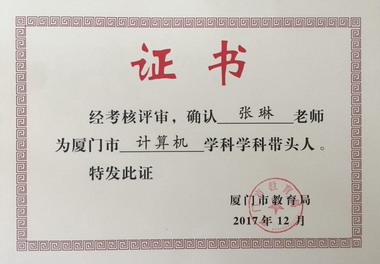 证书
经考核评审，确认张琳老师
为厦门市计算机学科学科带头人。
特发此证
厦门市教育局
2017年12月